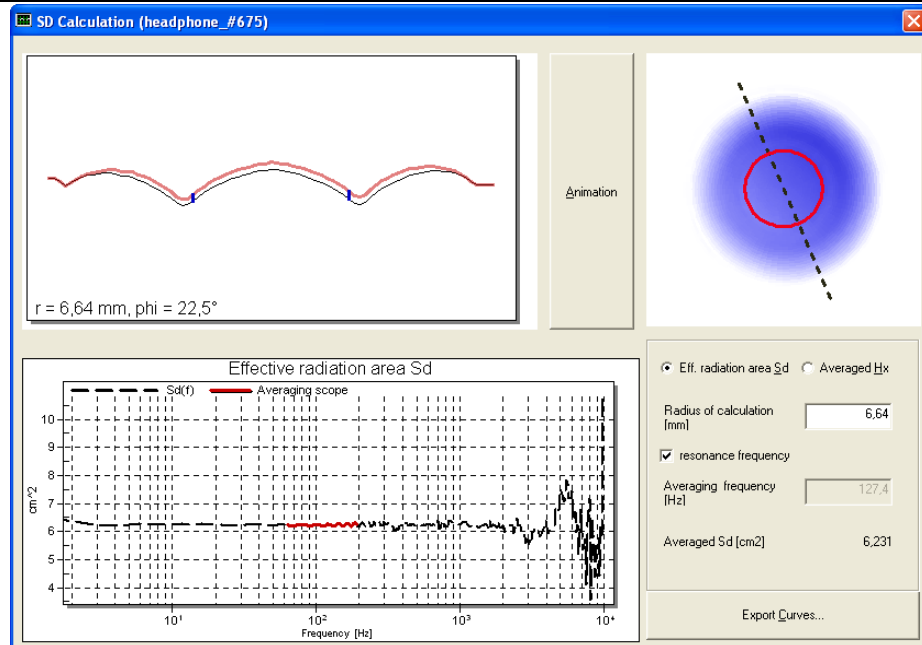 SD Calculation (headphone_#675)
r = 6,64 mm, phi = 22,5°
Animation
Effective radiation area Sd
Sd(f) Averaging scope
10
9
8
7
6
5
4
cm^2
10¹ 10² 10³ 10⁴
Frequency [Hz]
Eff. radiation area Sd Averaged Hx
Radius of calculation
[mm]
6,64
resonance frequency
Averaging frequency
[Hz]
127,4
Averaged Sd [cm2] 6,231
Export Curves...